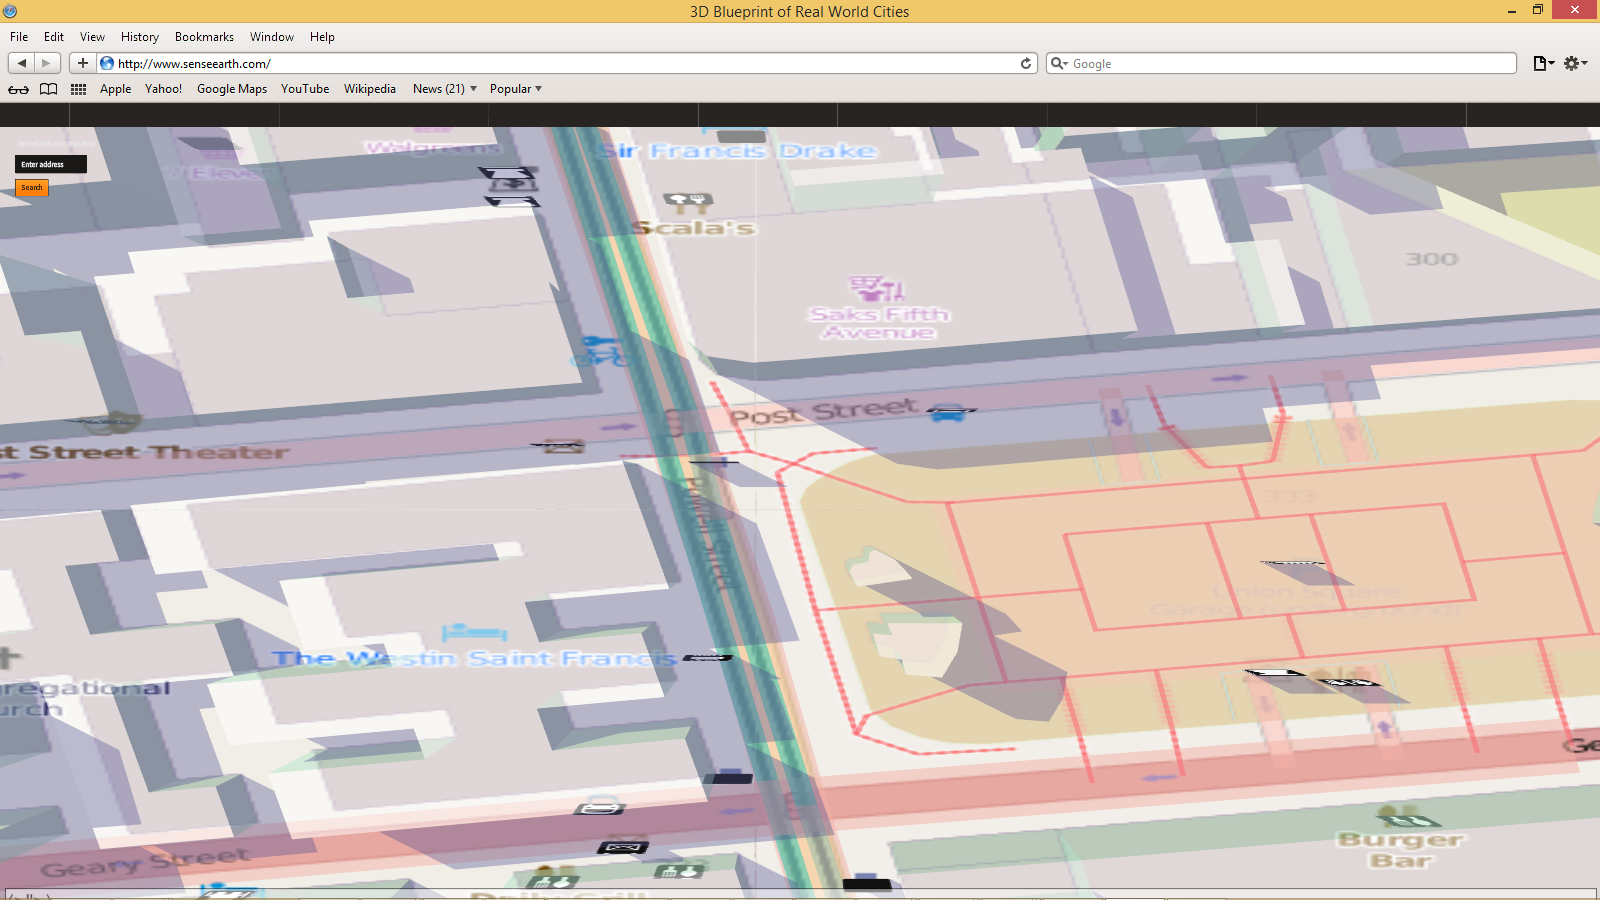 3D Blueprint of Real World Cities
File Edit View History Bookmarks Window Help
http://www.senseearth.com/
Google
Apple Yahoo! Google Maps YouTube Wikipedia News (21) Popular
Enter address
Search
Walgreens
7 Eleven
Sir Francis Drake
Scala's
300
Saks Fifth
Avenue
Post Street
st Street Theater
333
Powell Street
Union Square
Garage (underground)
The Westin Saint Francis
regational
urch
Ge
Geary Street
Burger
Bar